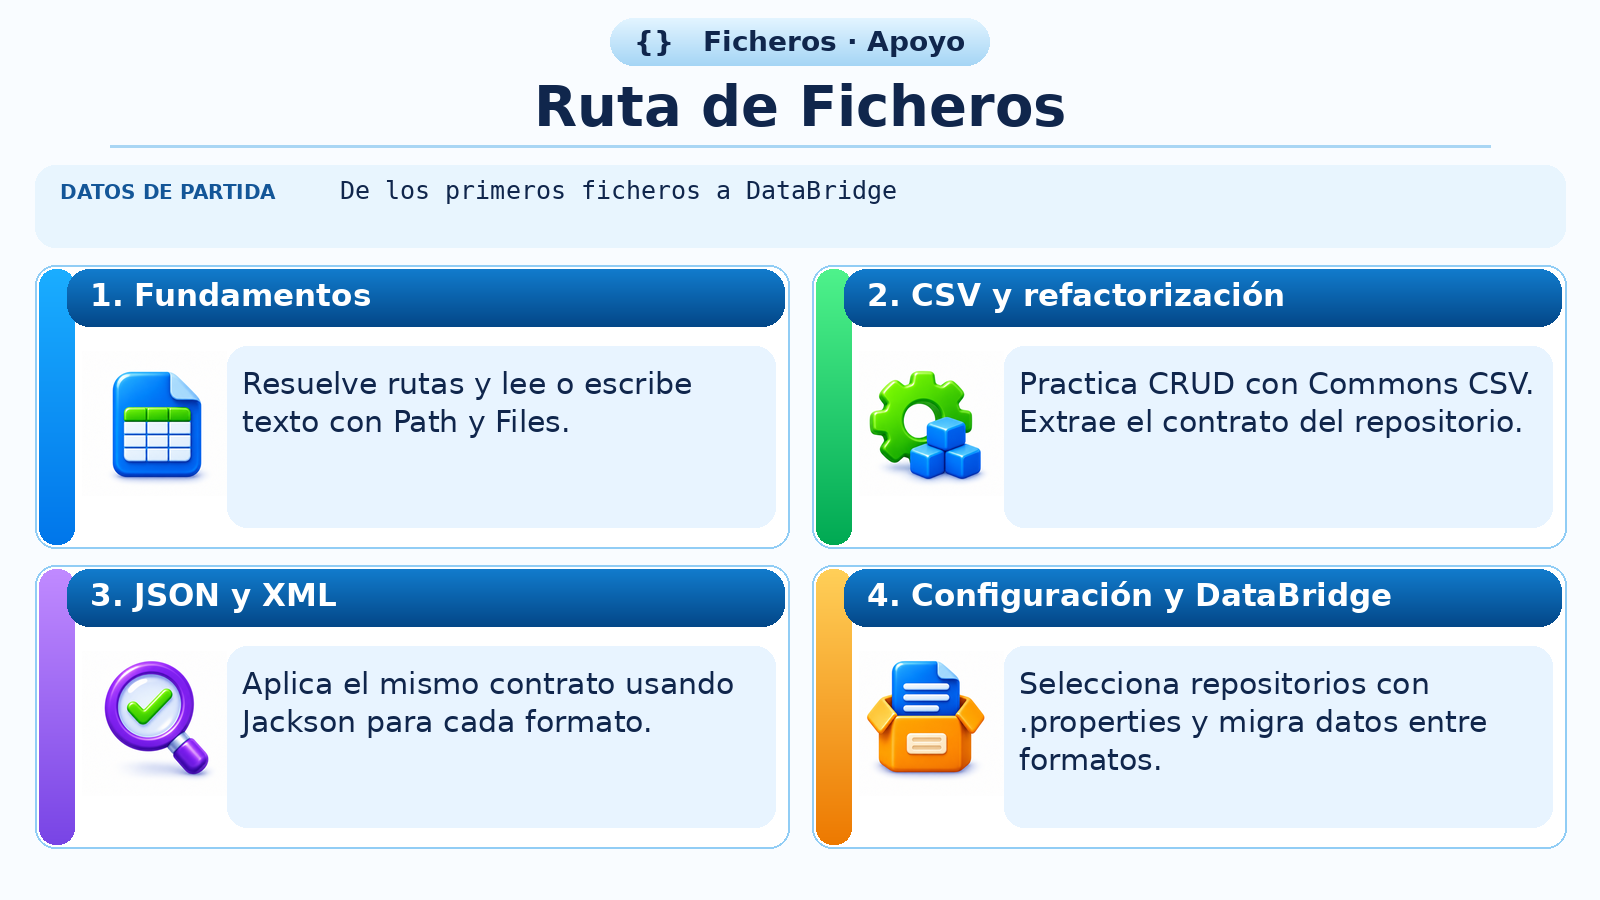 {} Ficheros · Apoyo
Ruta de Ficheros
DATOS DE PARTIDA De los primeros ficheros a DataBridge
1. Fundamentos
Resuelve rutas y lee o escribe
texto con Path y Files.
2. CSV y refactorización
Practica CRUD con Commons CSV.
Extrae el contrato del repositorio.
3. JSON y XML
Aplica el mismo contrato usando
Jackson para cada formato.
4. Configuración y DataBridge
Selecciona repositorios con
.properties y migra datos entre
formatos.